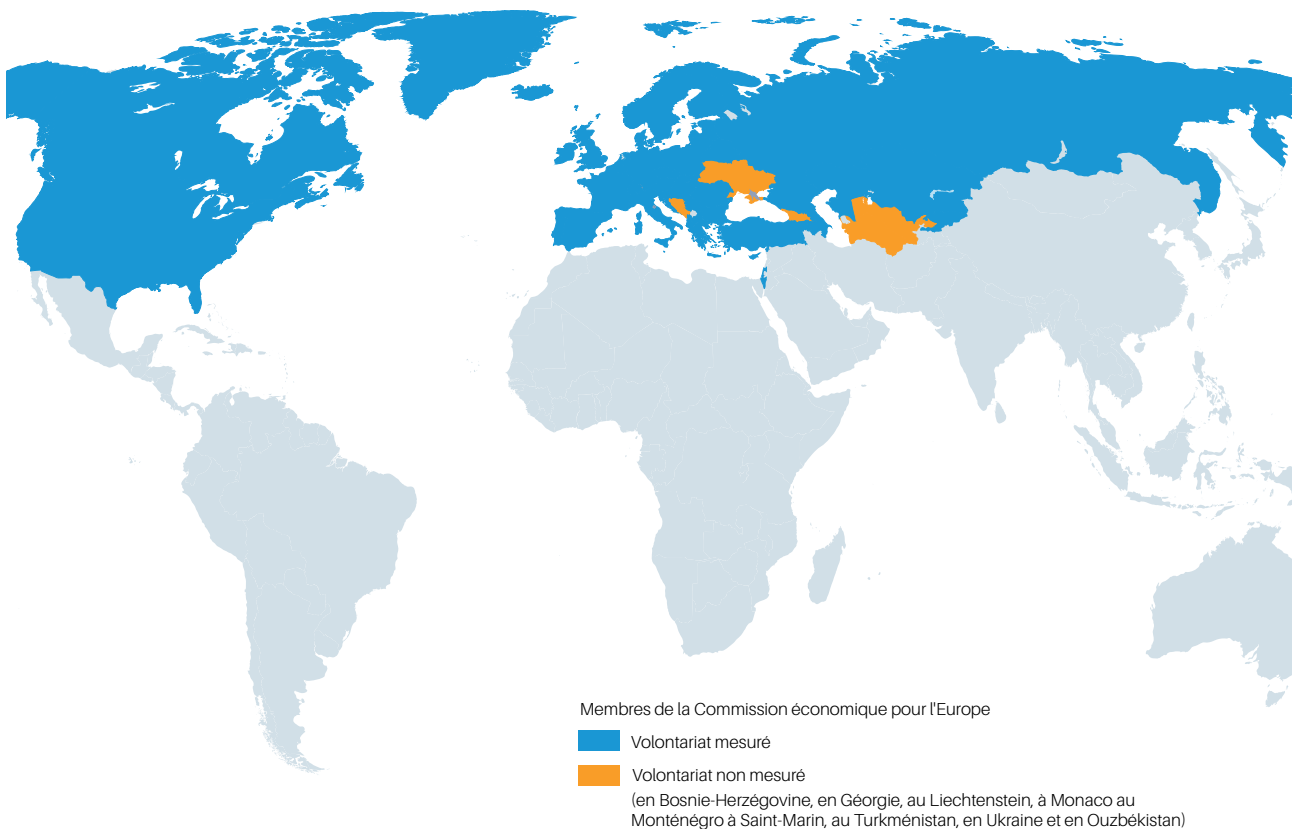 Membres de la Commission économique pour l'Europe
Volontariat mesuré
Volontariat non mesuré
(en Bosnie-Herzégovine, en Géorgie, au Liechtenstein, à Monaco au
Monténégro à Saint-Marin, au Turkménistan, en Ukraine et en Ouzbékistan)